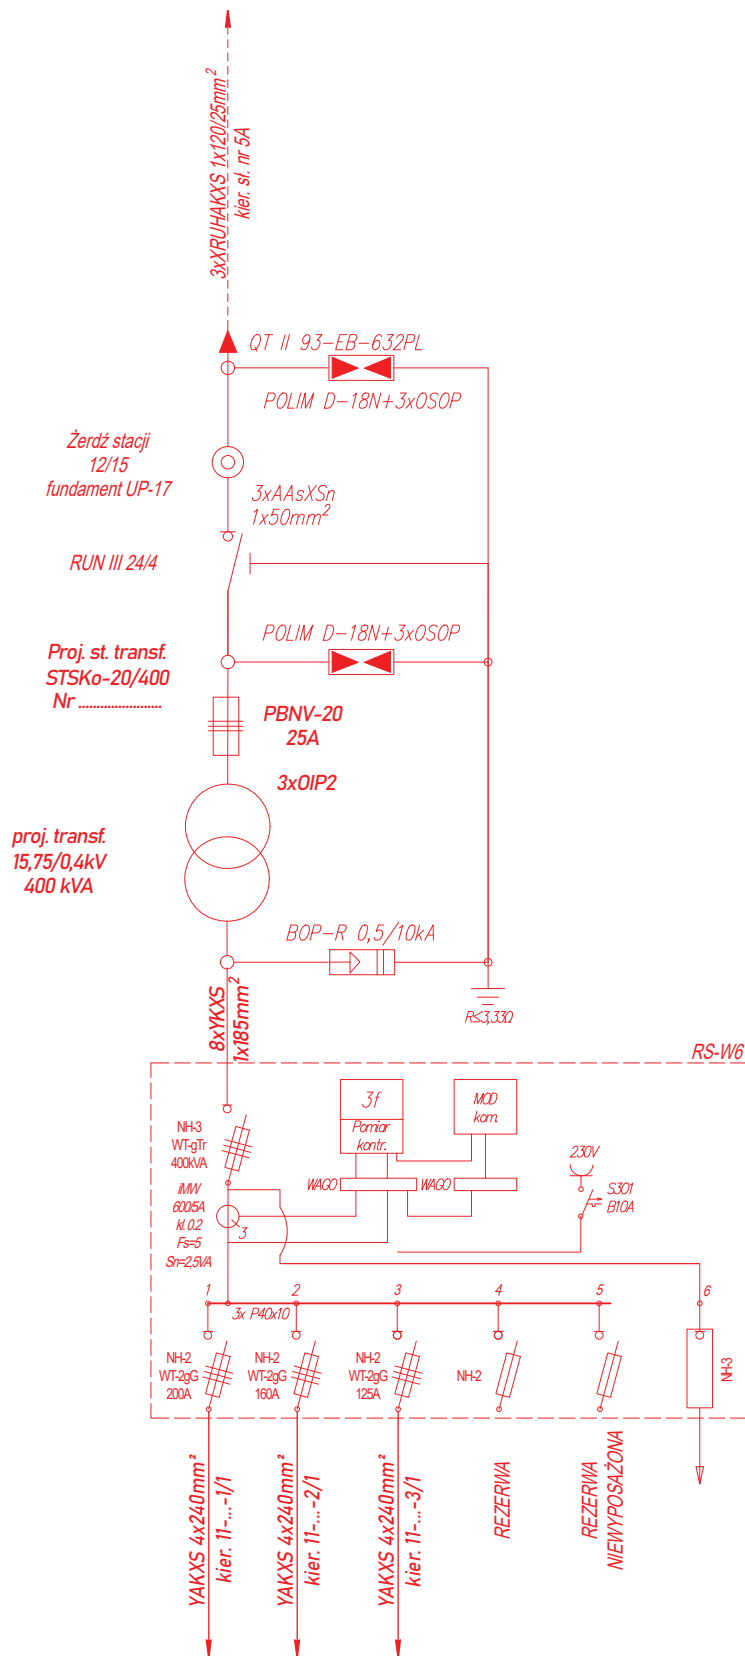 3xXRUHAKXS 1x120/25mm²
kier. sł. nr 5A
QT II 93-EB-632PL
POLIM D-18N+3xOSOP
Żerdź stacji
12/15
fundament UP-17
3xAAsXSn
1x50mm²
RUN III 24/4
POLIM D-18N+3xOSOP
Proj. st. transf.
STSKo-20/400
Nr ......................
PBNV-20
25A
3xOIP2
proj. transf.
15,75/0,4kV
400 kVA
BOP-R 0,5/10kA
R≤3,33Ω
8xYKXS
1x185mm²
RS-W6
NH-3
WT-gTr
400kVA
3f
Pomiar
kontr.
MOD
kom.
WAGO
WAGO
230V
S301
B10A
iMW
600/5A
kl. 0.2
Fs=5
Sn=2,5VA
3
1
2
3
4
5
6
3x P40x10
NH-2
WT-2gG
200A
NH-2
WT-2gG
160A
NH-2
WT-2gG
125A
NH-2
NH-3
YAKXS 4x240mm²
kier. 11-...-1/1
YAKXS 4x240mm²
kier. 11-...-2/1
YAKXS 4x240mm²
kier. 11-...-3/1
REZERWA
REZERWA
NIEWYPOSAŻONA